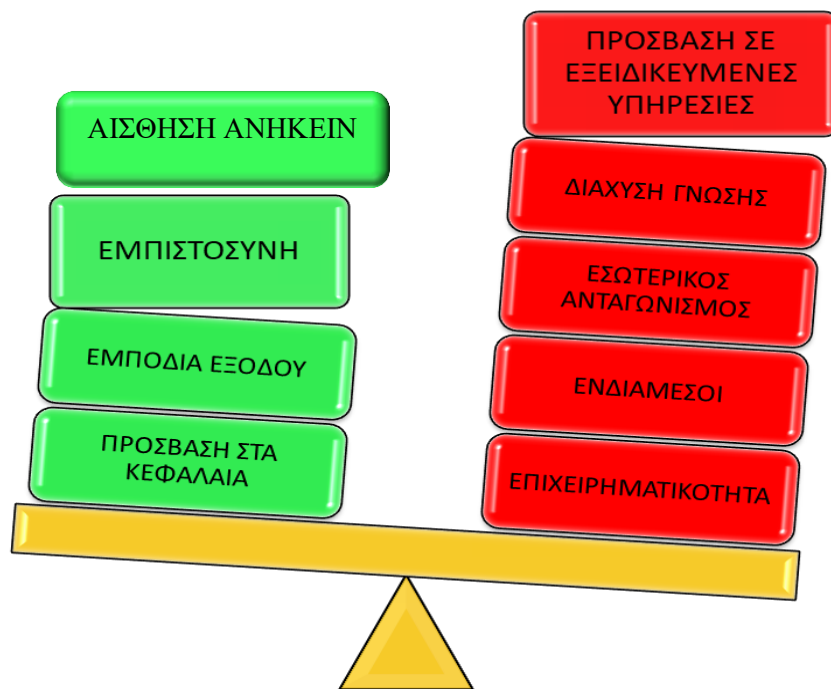 ΑΙΣΘΗΣΗ ΑΝΗΚΕΙΝ
ΕΜΠΙΣΤΟΣΥΝΗ
ΕΜΠΟΔΙΑ ΕΞΟΔΟΥ
ΠΡΟΣΒΑΣΗ ΣΤΑ
ΚΕΦΑΛΑΙΑ
ΠΡΟΣΒΑΣΗ ΣΕ
ΕΞΕΙΔΙΚΕΥΜΕΝΕΣ
ΥΠΗΡΕΣΙΕΣ
ΔΙΑΧΥΣΗ ΓΝΩΣΗΣ
ΕΣΩΤΕΡΙΚΟΣ
ΑΝΤΑΓΩΝΙΣΜΟΣ
ΕΝΔΙΑΜΕΣΟΙ
ΕΠΙΧΕΙΡΗΜΑΤΙΚΟΤΗΤΑ